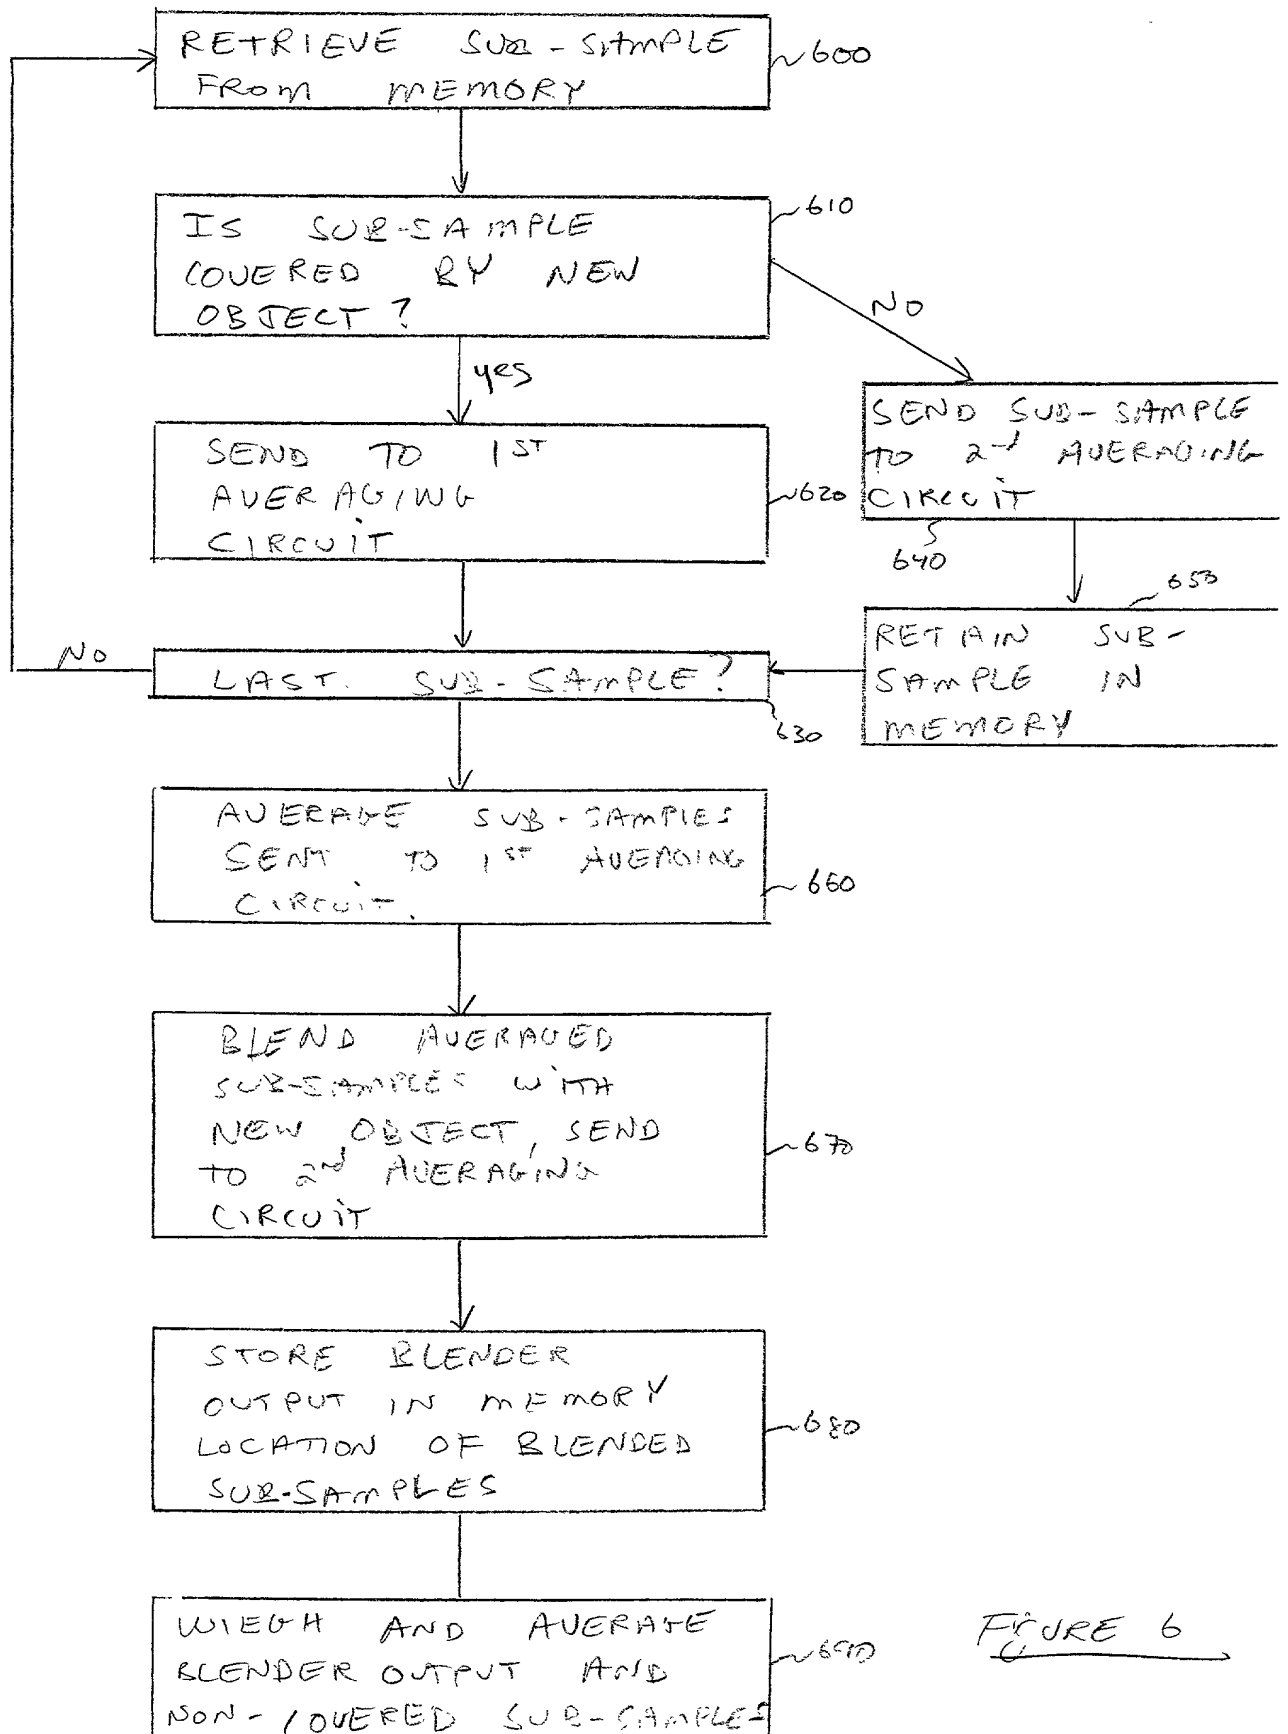 RETRIEVE SUB-SAMPLE
FROM MEMORY
~600
IS SUB-SAMPLE
COVERED BY NEW
OBJECT?
~610
NO
yes
SEND TO 1ST
AVERAGING
CIRCUIT
~620
SEND SUB-SAMPLE
TO 2nd AVERAGING
CIRCUIT
640
650
RETAIN SUB-
SAMPLE IN
MEMORY
NO
LAST. SUB-SAMPLE?
630
AVERAGE SUB-SAMPLES
SENT TO 1ST AVERAGING
CIRCUIT.
~660
BLEND AVERAGED
SUB-SAMPLES WITH
NEW OBJECT, SEND
TO 2nd AVERAGING
CIRCUIT
~670
STORE BLENDER
OUTPUT IN MEMORY
LOCATION OF BLENDED
SUB-SAMPLES
~680
WIEGH AND AVERAGE
BLENDER OUTPUT AND
NON-COVERED SUB-SAMPLES
~690
FIGURE 6